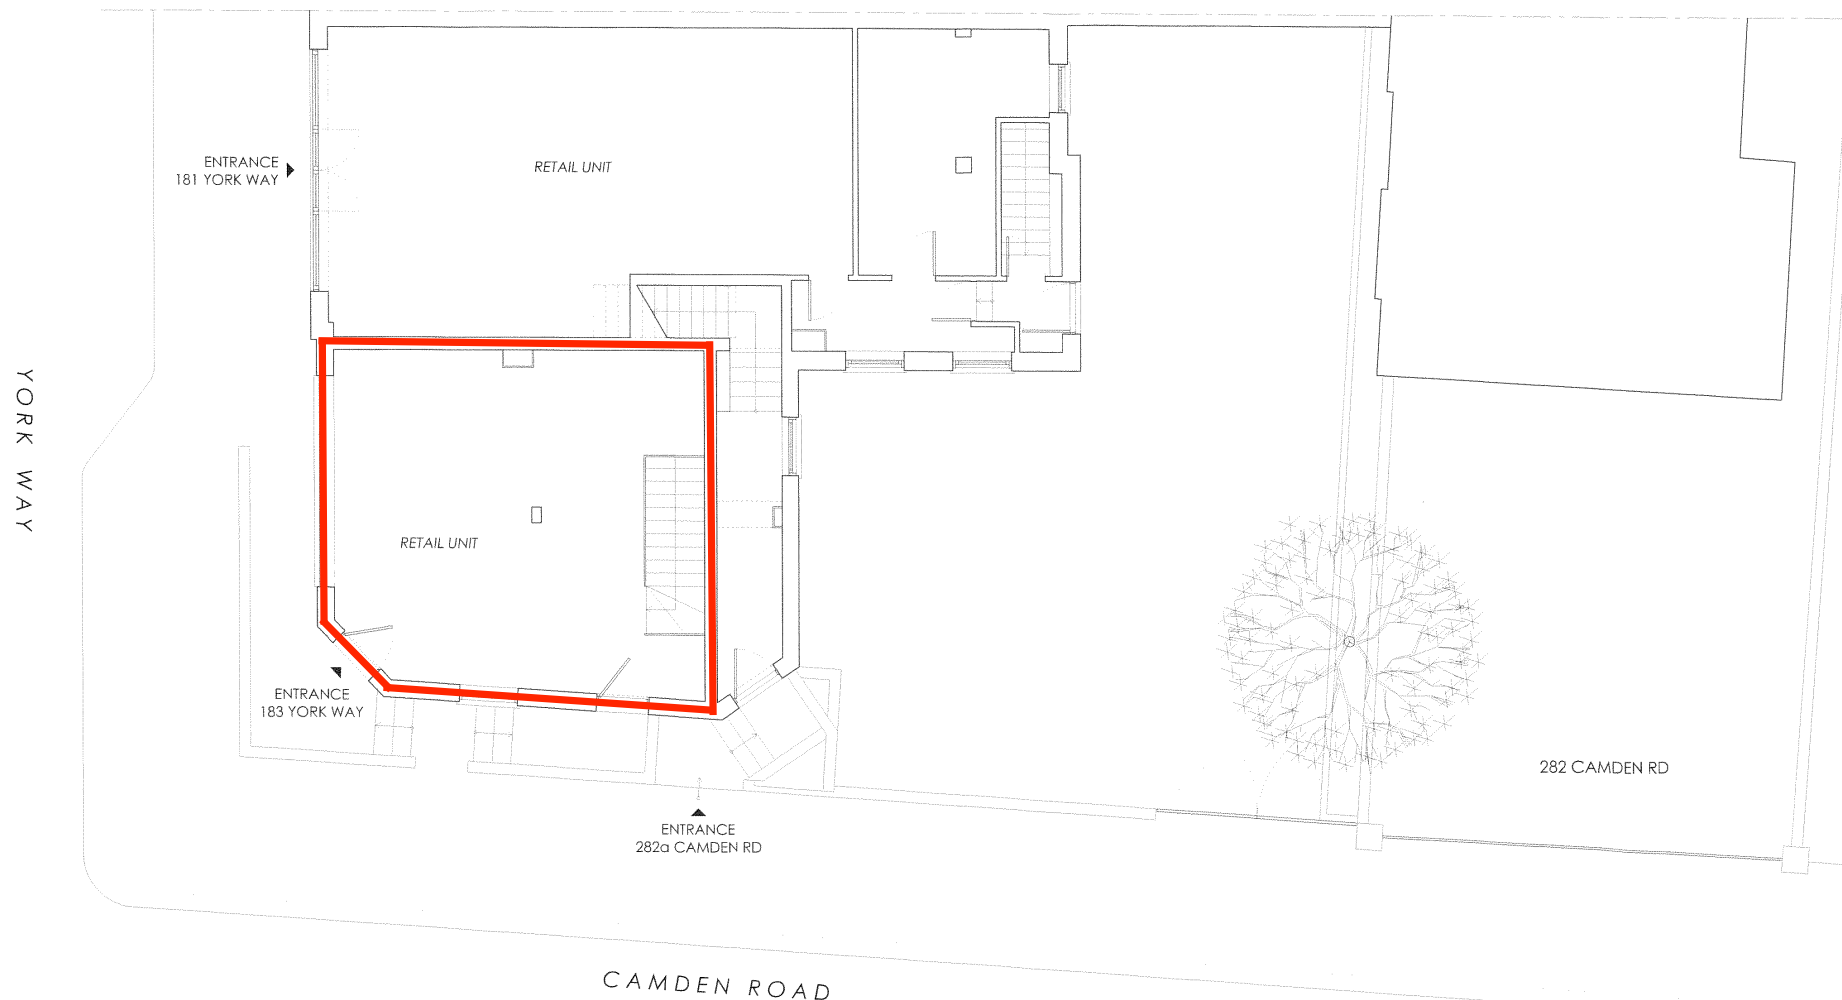 ENTRANCE
181 YORK WAY
RETAIL UNIT
YORK WAY
RETAIL UNIT
ENTRANCE
183 YORK WAY
282 CAMDEN RD
ENTRANCE
282a CAMDEN RD
CAMDEN ROAD